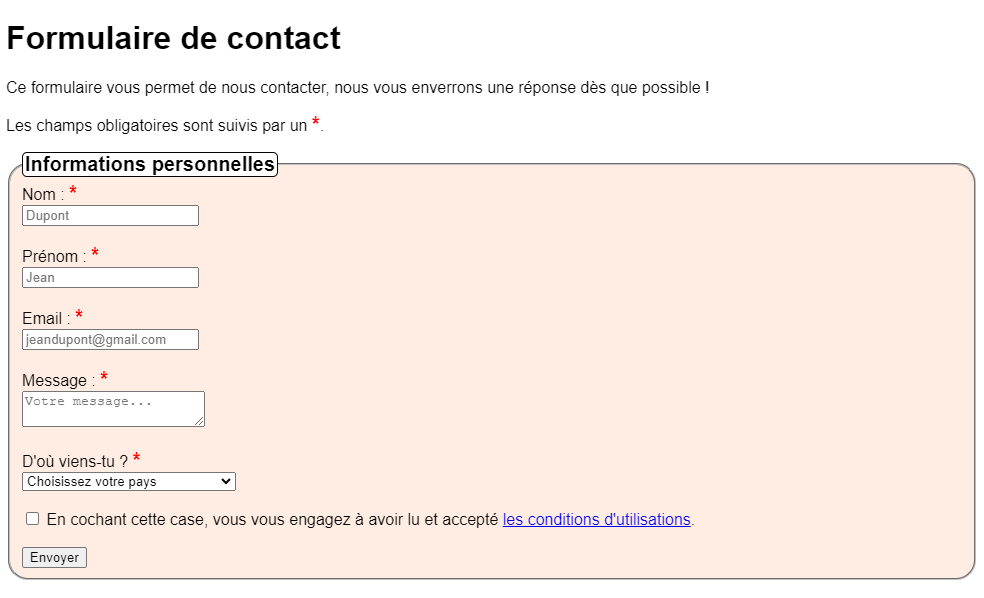 Formulaire de contact
Ce formulaire vous permet de nous contacter, nous vous enverrons une réponse dès que possible !
Les champs obligatoires sont suivis par un *.
Informations personnelles
Nom : *
Dupont
Prénom : *
Jean
Email : *
jeandupont@gmail.com
Message : *
Votre message...
D'où viens-tu ? *
Choisissez votre pays
En cochant cette case, vous vous engagez à avoir lu et accepté les conditions d'utilisations.
Envoyer